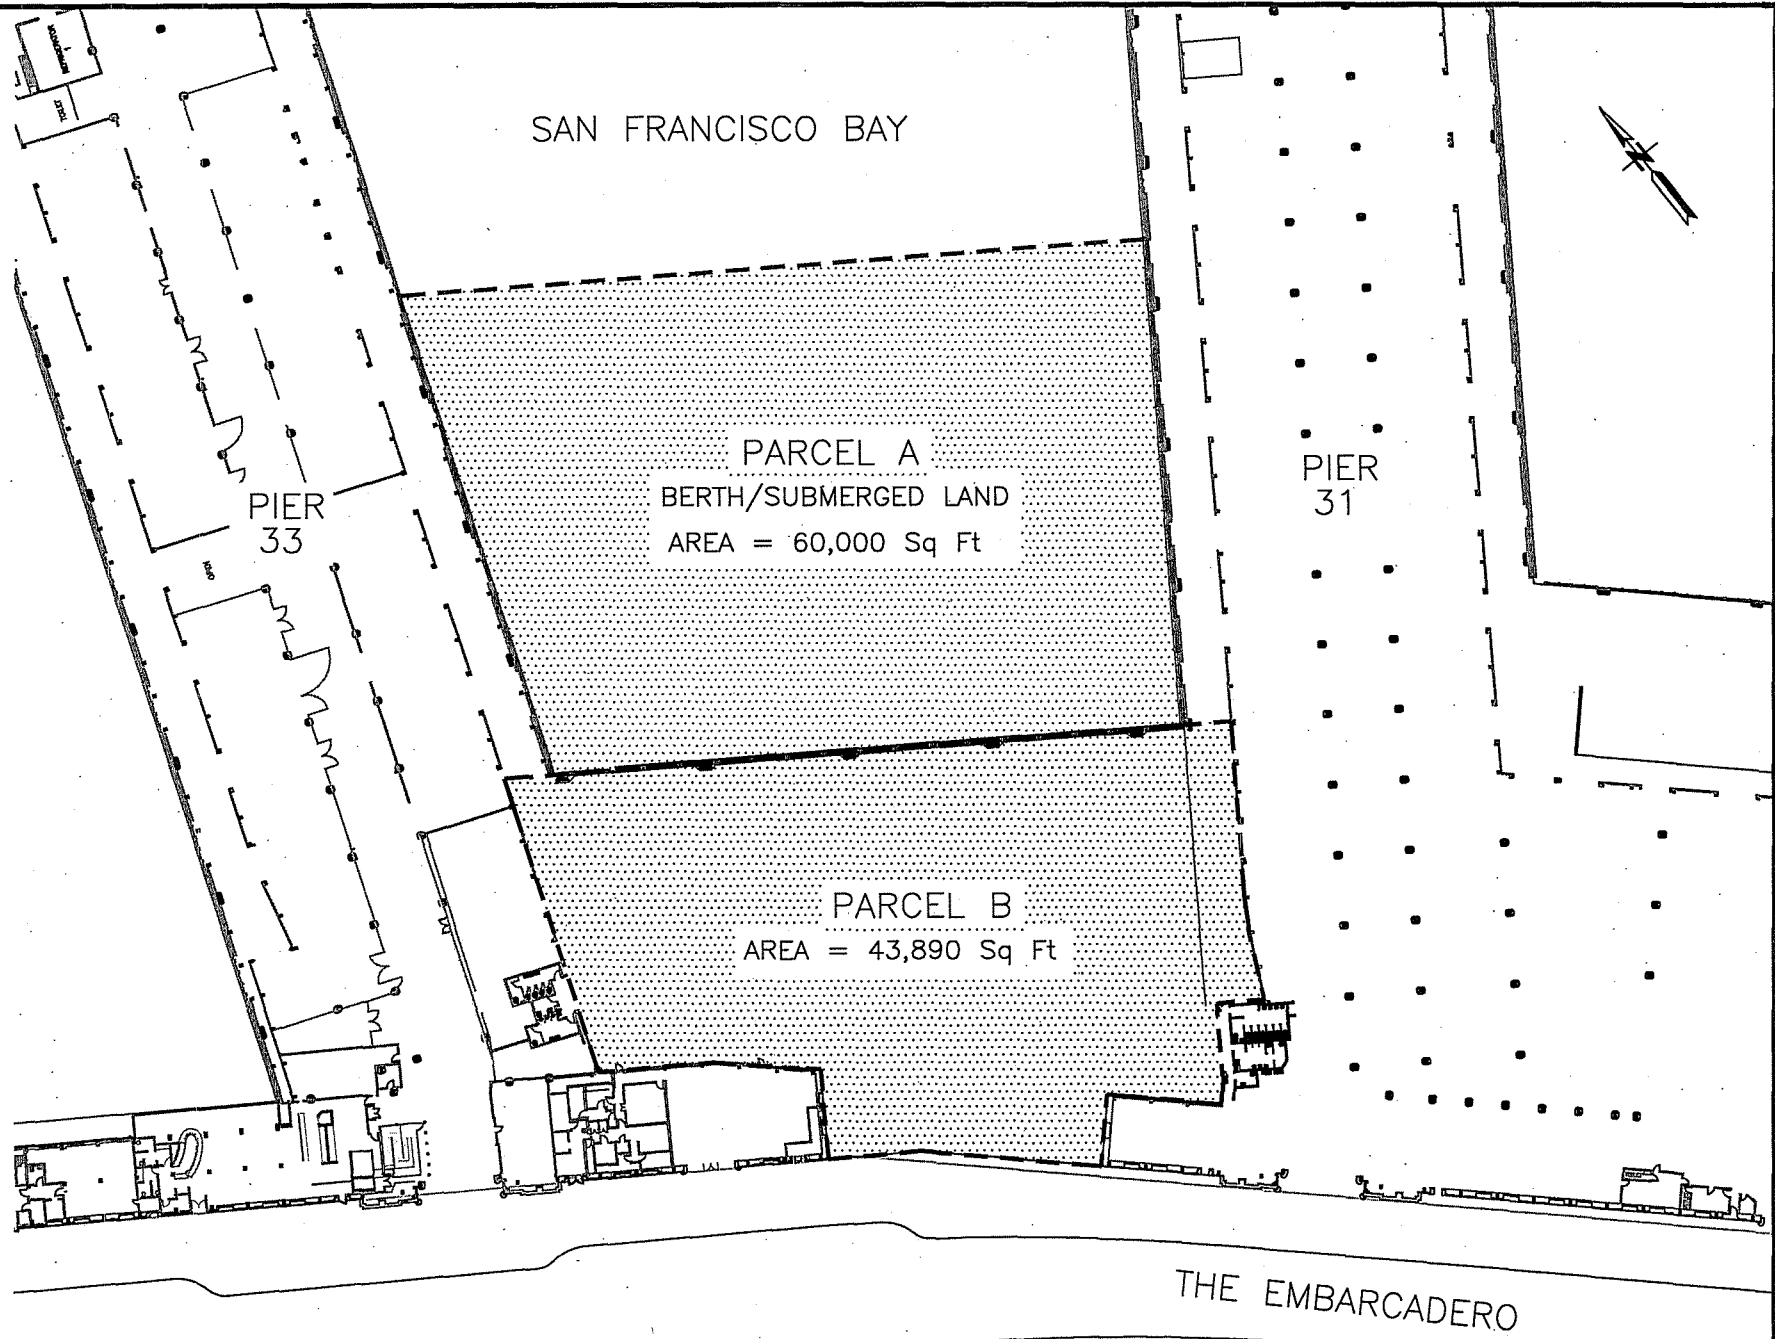 SAN FRANCISCO BAY
PARCEL A
BERTH/SUBMERGED LAND
AREA = 60,000 Sq Ft
PIER
33
PIER
31
TOILET
PARCEL B
AREA = 43,890 Sq Ft
THE EMBARCADERO